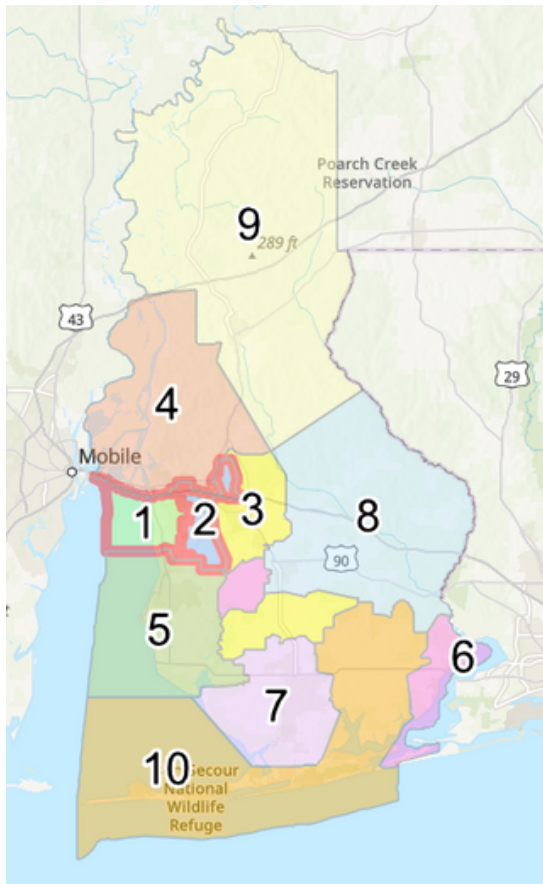 Poarch Creek
Reservation
9
289 ft
43
29
4
Mobile
1
2
3
8
90
5
6
7
10
Secour
National
Wildlife
Refuge